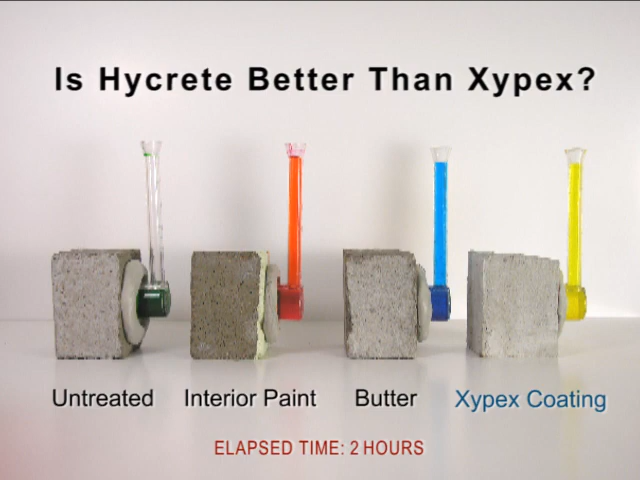 Is Hycrete Better Than Xypex?
Untreated
Interior Paint
Butter
Xypex Coating
ELAPSED TIME: 2 HOURS